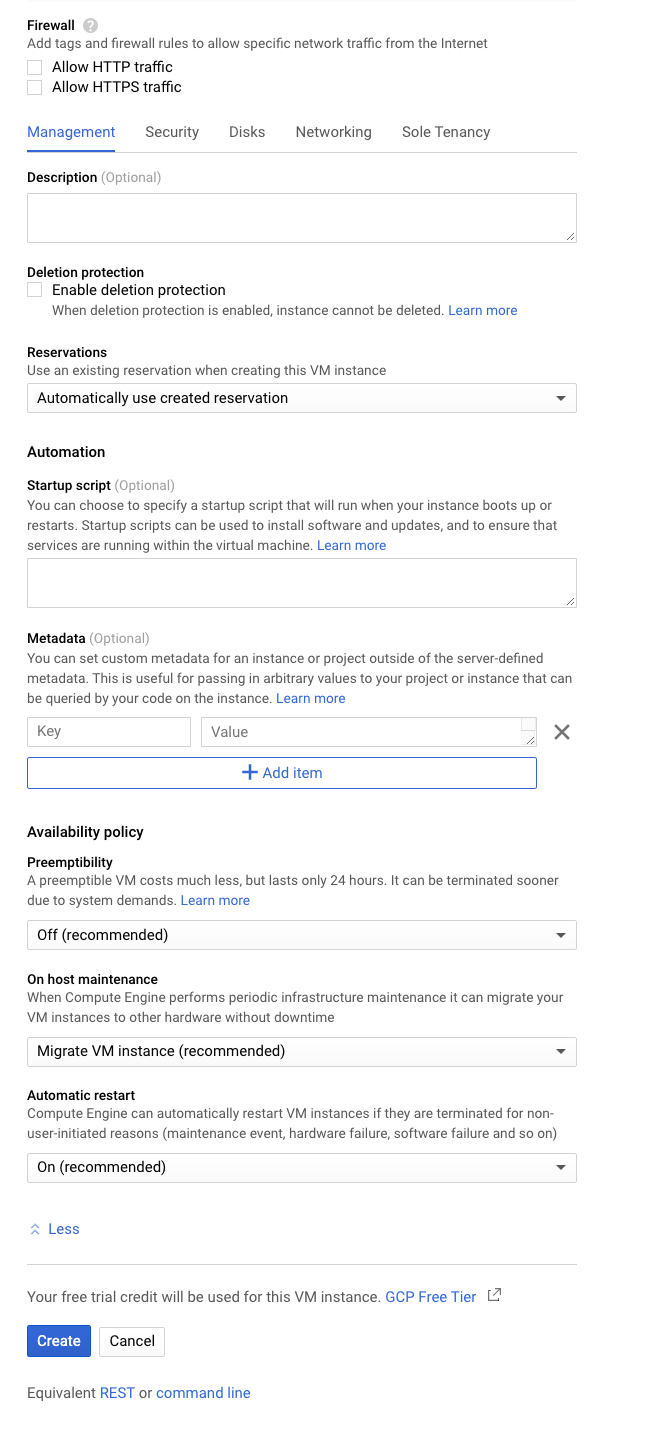 Firewall ?
Add tags and firewall rules to allow specific network traffic from the Internet
Allow HTTP traffic
Allow HTTPS traffic
Management Security Disks Networking Sole Tenancy
Description (Optional)
Deletion protection
Enable deletion protection
When deletion protection is enabled, instance cannot be deleted. Learn more
Reservations
Use an existing reservation when creating this VM instance
Automatically use created reservation
Automation
Startup script (Optional)
You can choose to specify a startup script that will run when your instance boots up or
restarts. Startup scripts can be used to install software and updates, and to ensure that
services are running within the virtual machine. Learn more
Metadata (Optional)
You can set custom metadata for an instance or project outside of the server-defined
metadata. This is useful for passing in arbitrary values to your project or instance that can
be queried by your code on the instance. Learn more
Key Value
Add item
Availability policy
Preemptibility
A preemptible VM costs much less, but lasts only 24 hours. It can be terminated sooner
due to system demands. Learn more
Off (recommended)
On host maintenance
When Compute Engine performs periodic infrastructure maintenance it can migrate your
VM instances to other hardware without downtime
Migrate VM instance (recommended)
Automatic restart
Compute Engine can automatically restart VM instances if they are terminated for non-
user-initiated reasons (maintenance event, hardware failure, software failure and so on)
On (recommended)
Less
Your free trial credit will be used for this VM instance. GCP Free Tier
Create Cancel
Equivalent REST or command line